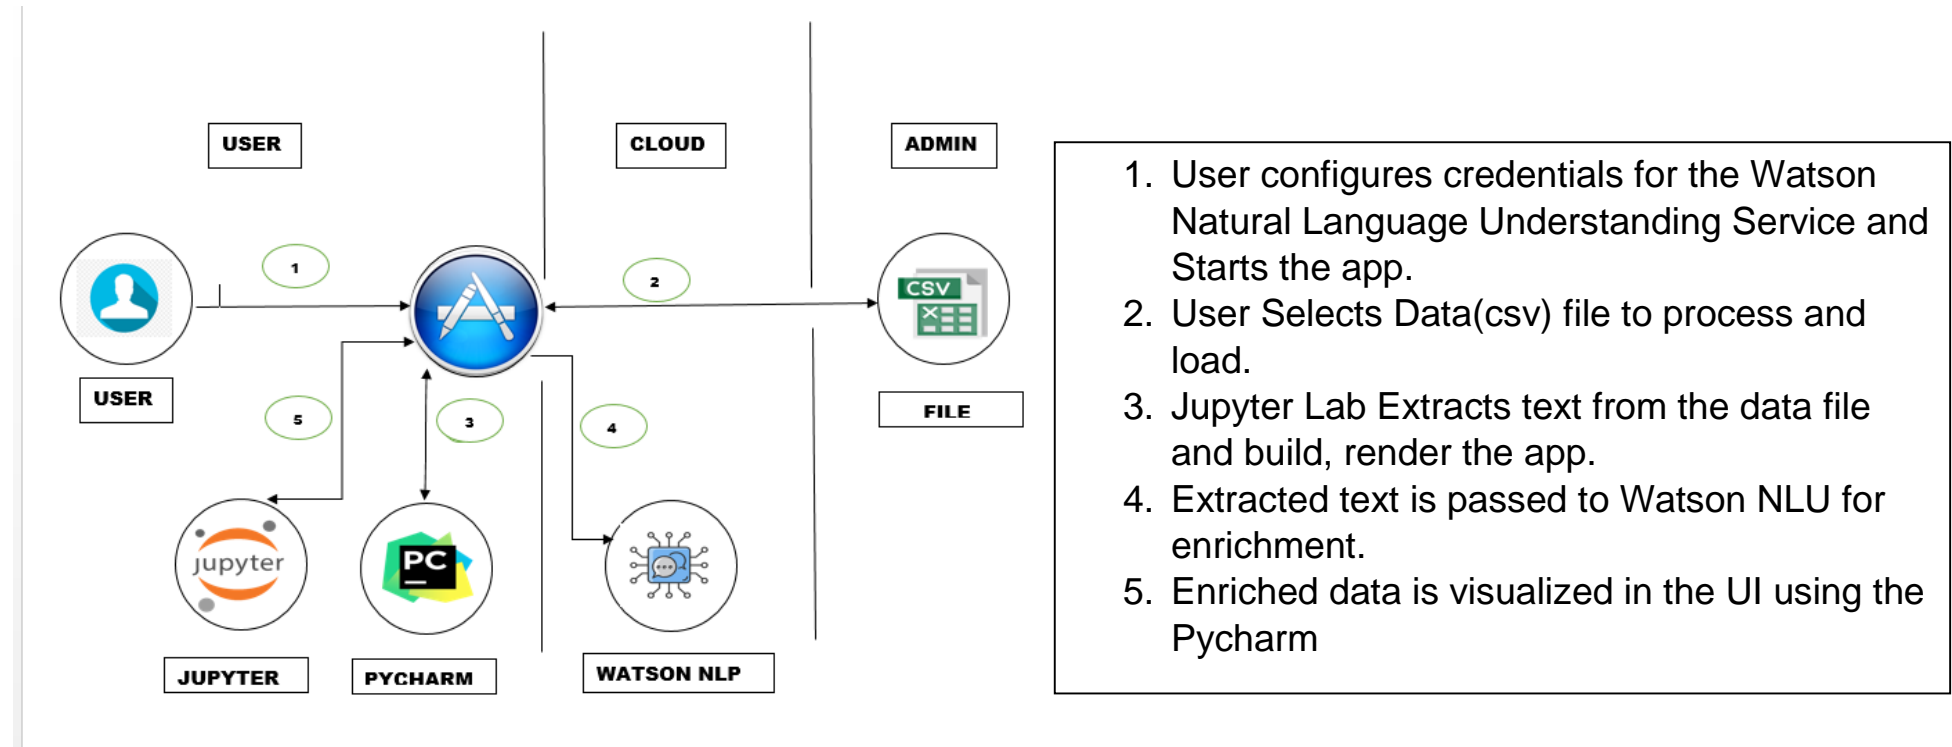 USER
CLOUD
ADMIN
1
2
CSV
USER
5
3
4
FILE
jupyter
PC
JUPYTER
PYCHARM
WATSON NLP
1. User configures credentials for the Watson
Natural Language Understanding Service and
Starts the app.
2. User Selects Data(csv) file to process and
load.
3. Jupyter Lab Extracts text from the data file
and build, render the app.
4. Extracted text is passed to Watson NLU for
enrichment.
5. Enriched data is visualized in the UI using the
Pycharm